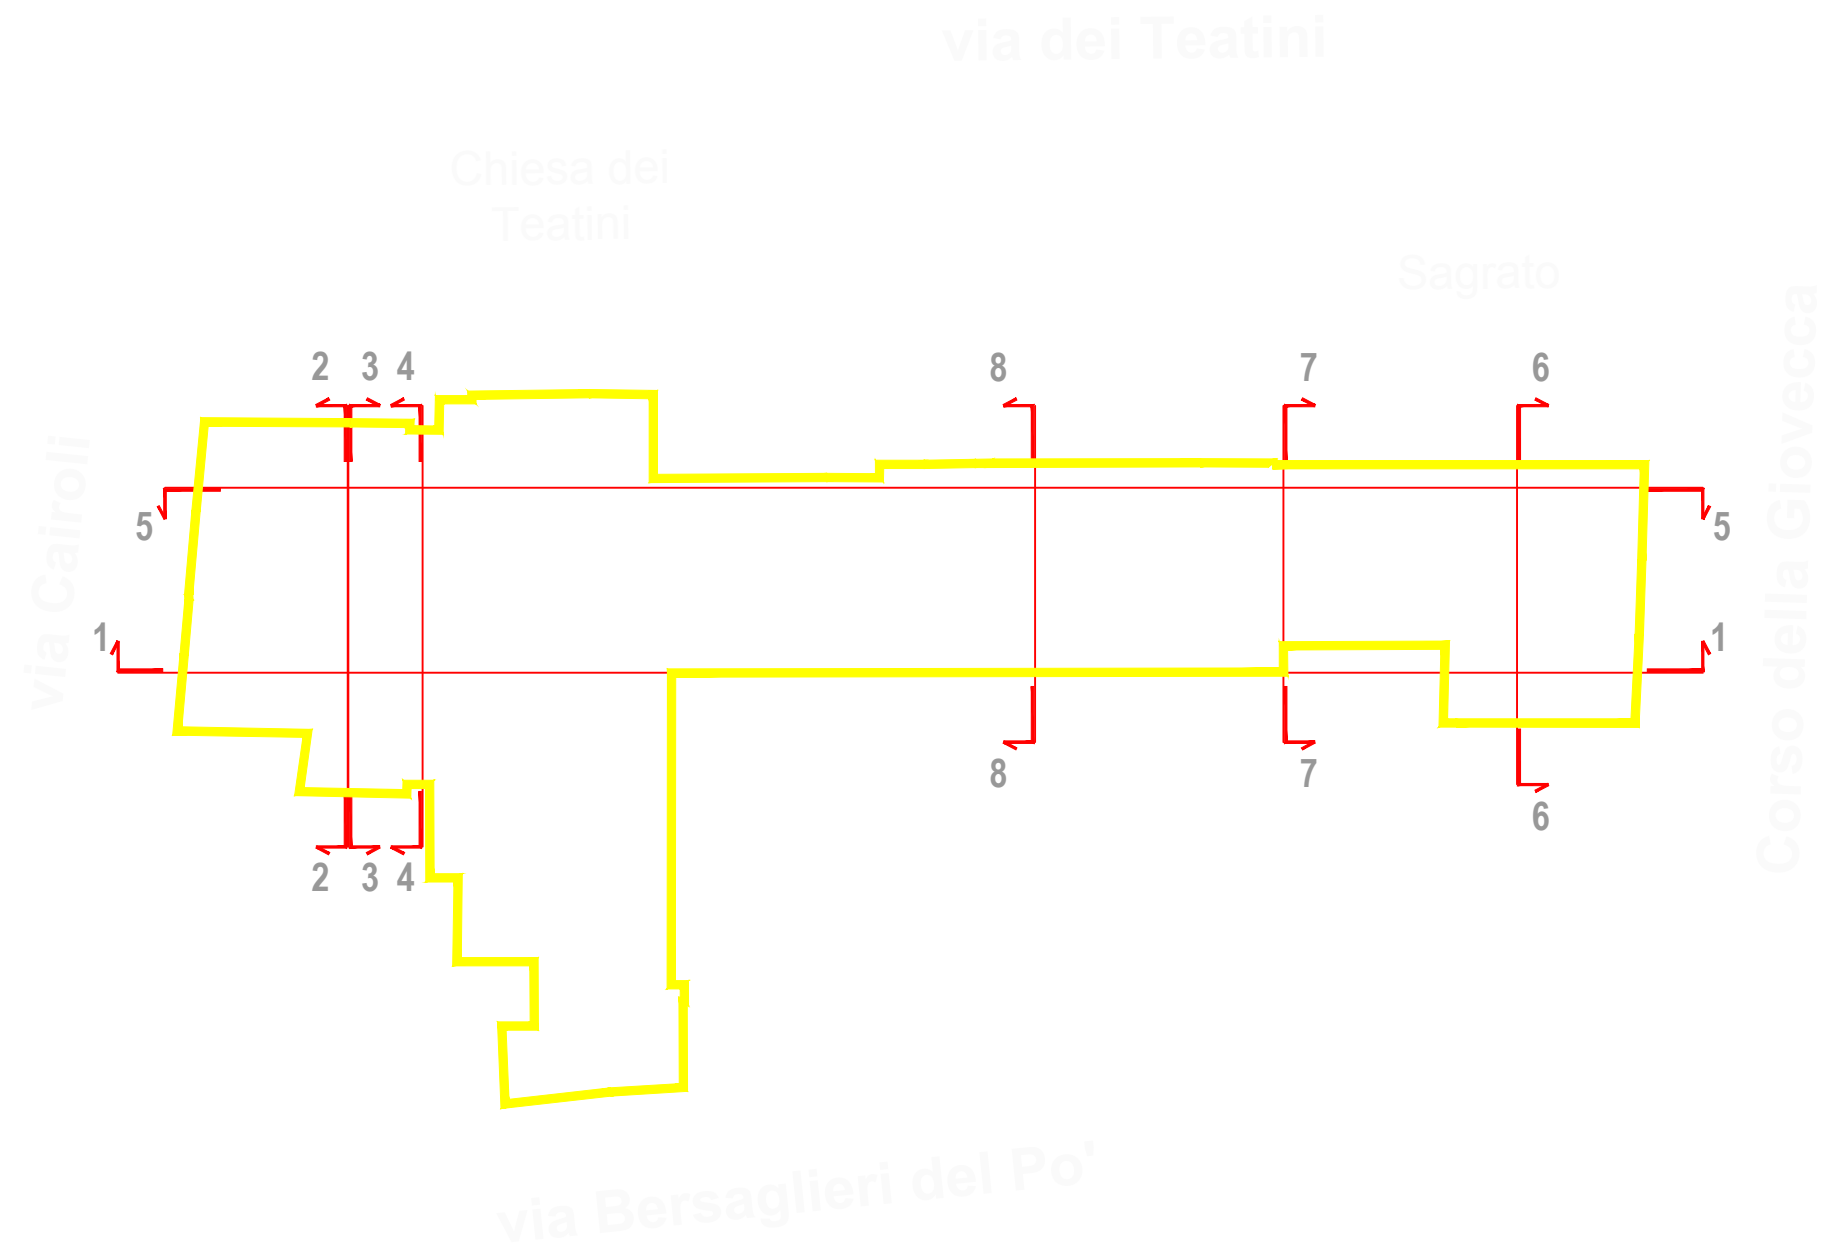 via dei Teatini
Chiesa dei
Teatini
Sagrato
2 3 4 8 7 6
5 5
1 1
via Cairoli
Corso della Giovecca
8 7
6
2 3 4
via Bersaglieri del Po'